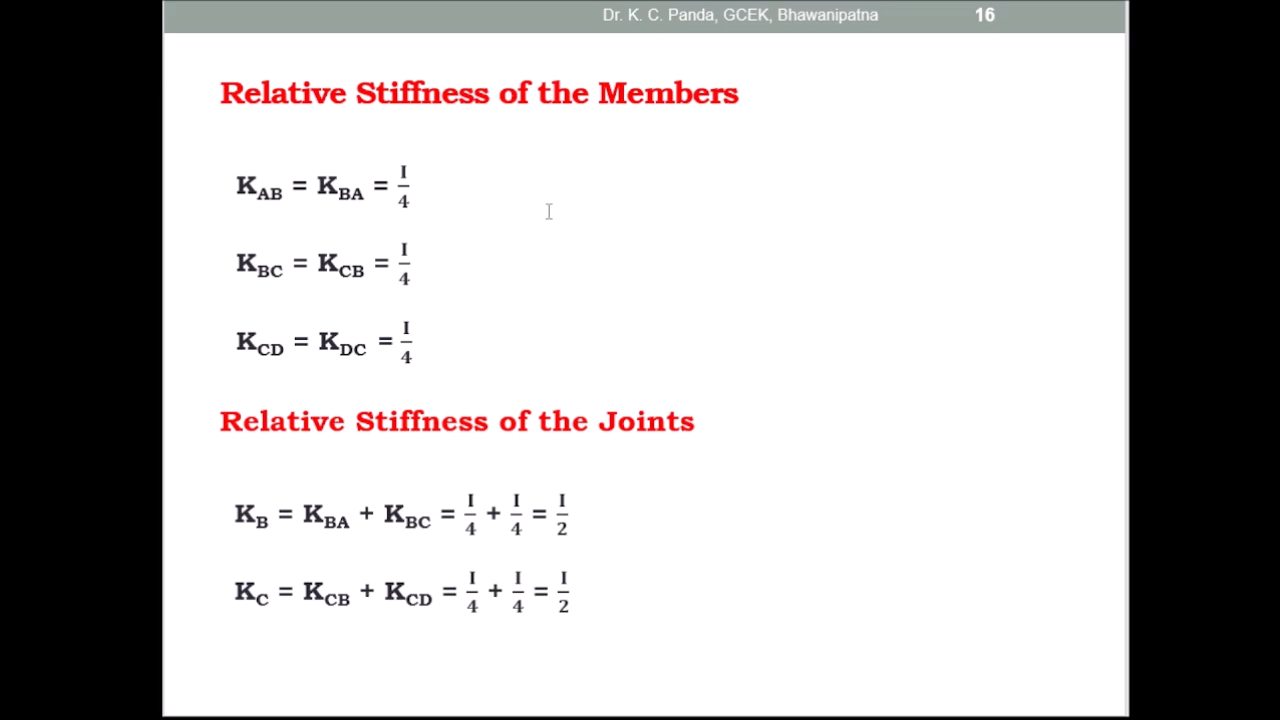 Dr. K. C. Panda, GCEK, Bhawanipatna 16
Relative Stiffness of the Members
K_AB = K_BA = I/4
K_BC = K_CB = I/4
K_CD = K_DC = I/4
Relative Stiffness of the Joints
K_B = K_BA + K_BC = I/4 + I/4 = I/2
K_C = K_CB + K_CD = I/4 + I/4 = I/2